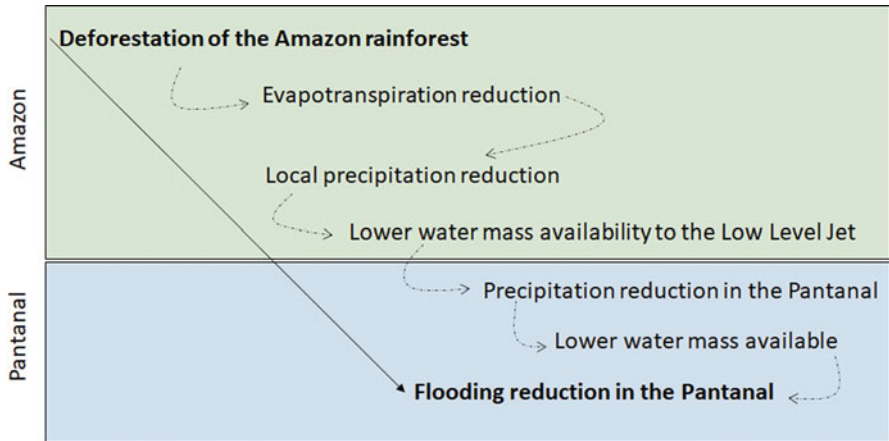 Amazon
Deforestation of the Amazon rainforest
Evapotranspiration reduction
Local precipitation reduction
Lower water mass availability to the Low Level Jet
Pantanal
Precipitation reduction in the Pantanal
Lower water mass available
Flooding reduction in the Pantanal